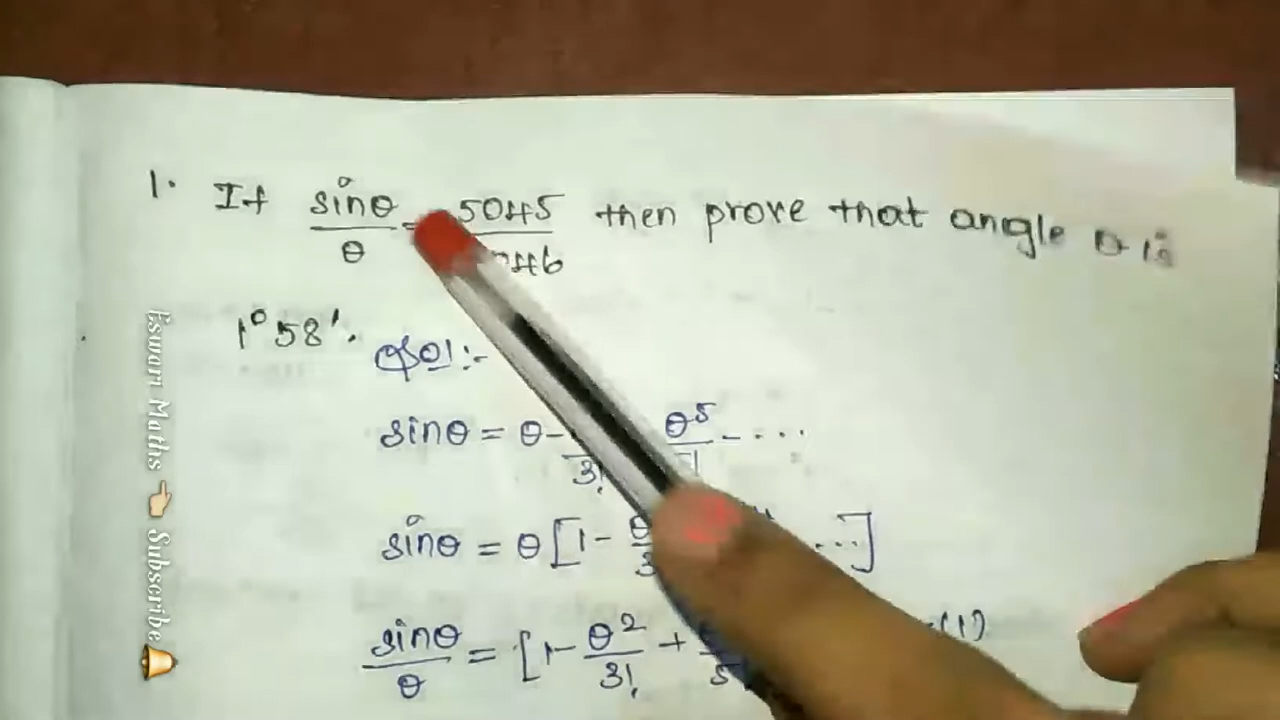 1. If sinθ/θ = 5045/ then prove that angle θ is
1° 58'.
Sol:-
sinθ = θ - /3! θ⁵/ - ...
sinθ = θ [1 - ...]
sinθ/θ = [1 - θ²/3! + (1)
Eswari Maths 👈 Subscribe 🔔